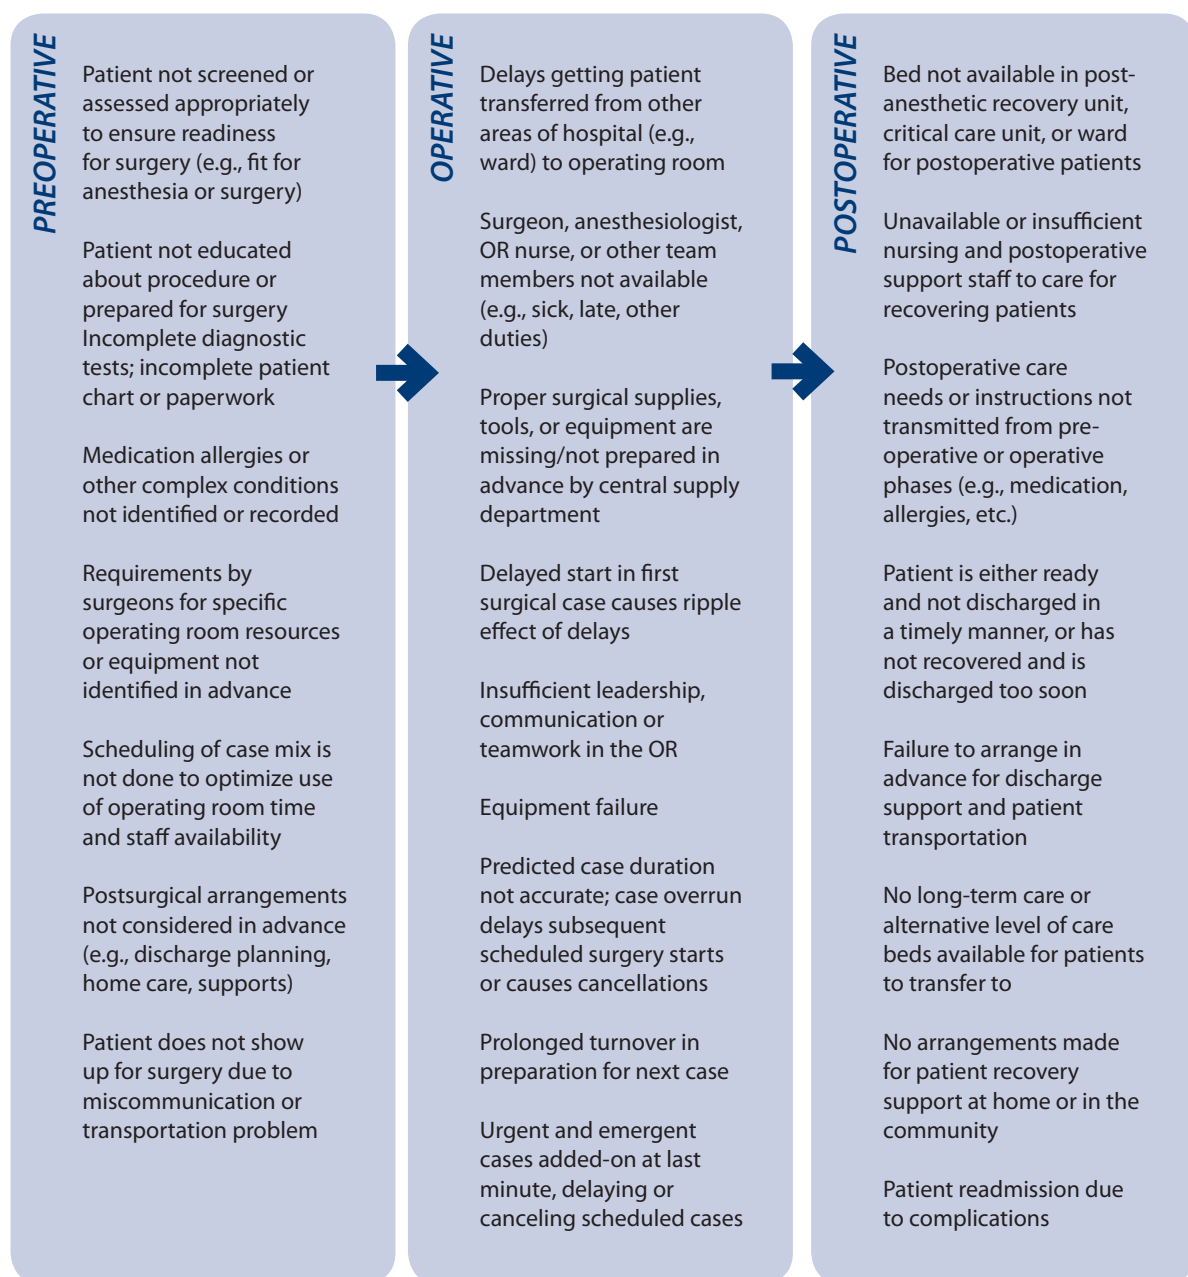 PREOPERATIVE
Patient not screened or
assessed appropriately
to ensure readiness
for surgery (e.g., fit for
anesthesia or surgery)
Patient not educated
about procedure or
prepared for surgery
Incomplete diagnostic
tests; incomplete patient
chart or paperwork
Medication allergies or
other complex conditions
not identified or recorded
Requirements by
surgeons for specific
operating room resources
or equipment not
identified in advance
Scheduling of case mix is
not done to optimize use
of operating room time
and staff availability
Postsurgical arrangements
not considered in advance
(e.g., discharge planning,
home care, supports)
Patient does not show
up for surgery due to
miscommunication or
transportation problem
OPERATIVE
Delays getting patient
transferred from other
areas of hospital (e.g.,
ward) to operating room
Surgeon, anesthesiologist,
OR nurse, or other team
members not available
(e.g., sick, late, other
duties)
Proper surgical supplies,
tools, or equipment are
missing/not prepared in
advance by central supply
department
Delayed start in first
surgical case causes ripple
effect of delays
Insufficient leadership,
communication or
teamwork in the OR
Equipment failure
Predicted case duration
not accurate; case overrun
delays subsequent
scheduled surgery starts
or causes cancellations
Prolonged turnover in
preparation for next case
Urgent and emergent
cases added-on at last
minute, delaying or
canceling scheduled cases
POSTOPERATIVE
Bed not available in post-
anesthetic recovery unit,
critical care unit, or ward
for postoperative patients
Unavailable or insufficient
nursing and postoperative
support staff to care for
recovering patients
Postoperative care
needs or instructions not
transmitted from pre-
operative or operative
phases (e.g., medication,
allergies, etc.)
Patient is either ready
and not discharged in
a timely manner, or has
not recovered and is
discharged too soon
Failure to arrange in
advance for discharge
support and patient
transportation
No long-term care or
alternative level of care
beds available for patients
to transfer to
No arrangements made
for patient recovery
support at home or in the
community
Patient readmission due
to complications